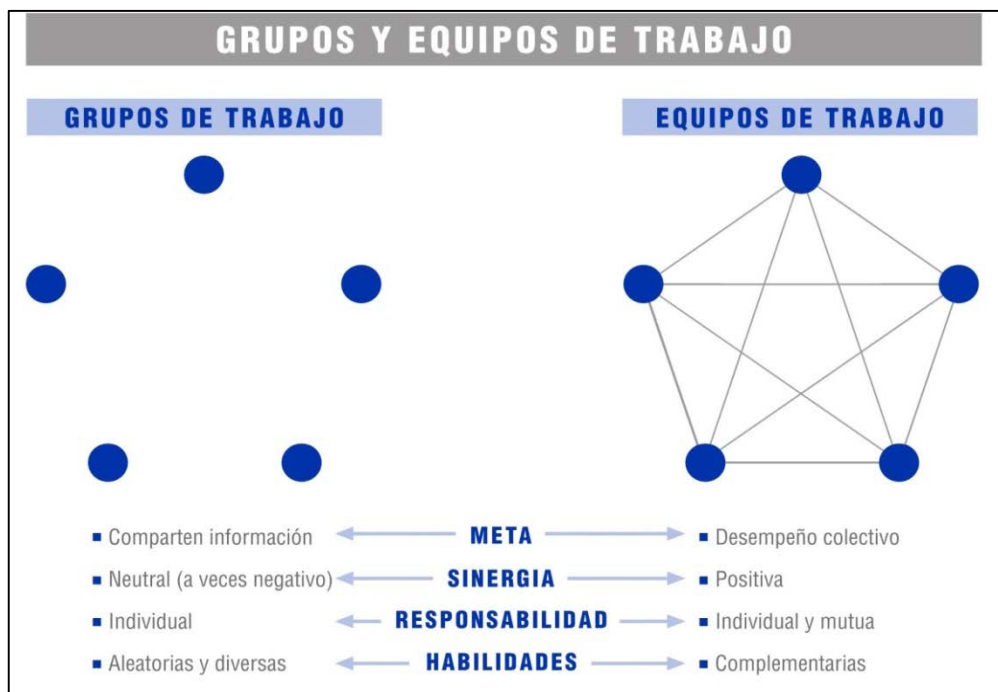 GRUPOS Y EQUIPOS DE TRABAJO
GRUPOS DE TRABAJO
EQUIPOS DE TRABAJO
Comparten información
META
Desempeño colectivo
Neutral (a veces negativo)
SINERGIA
Positiva
Individual
RESPONSABILIDAD
Individual y mutua
Aleatorias y diversas
HABILIDADES
Complementarias